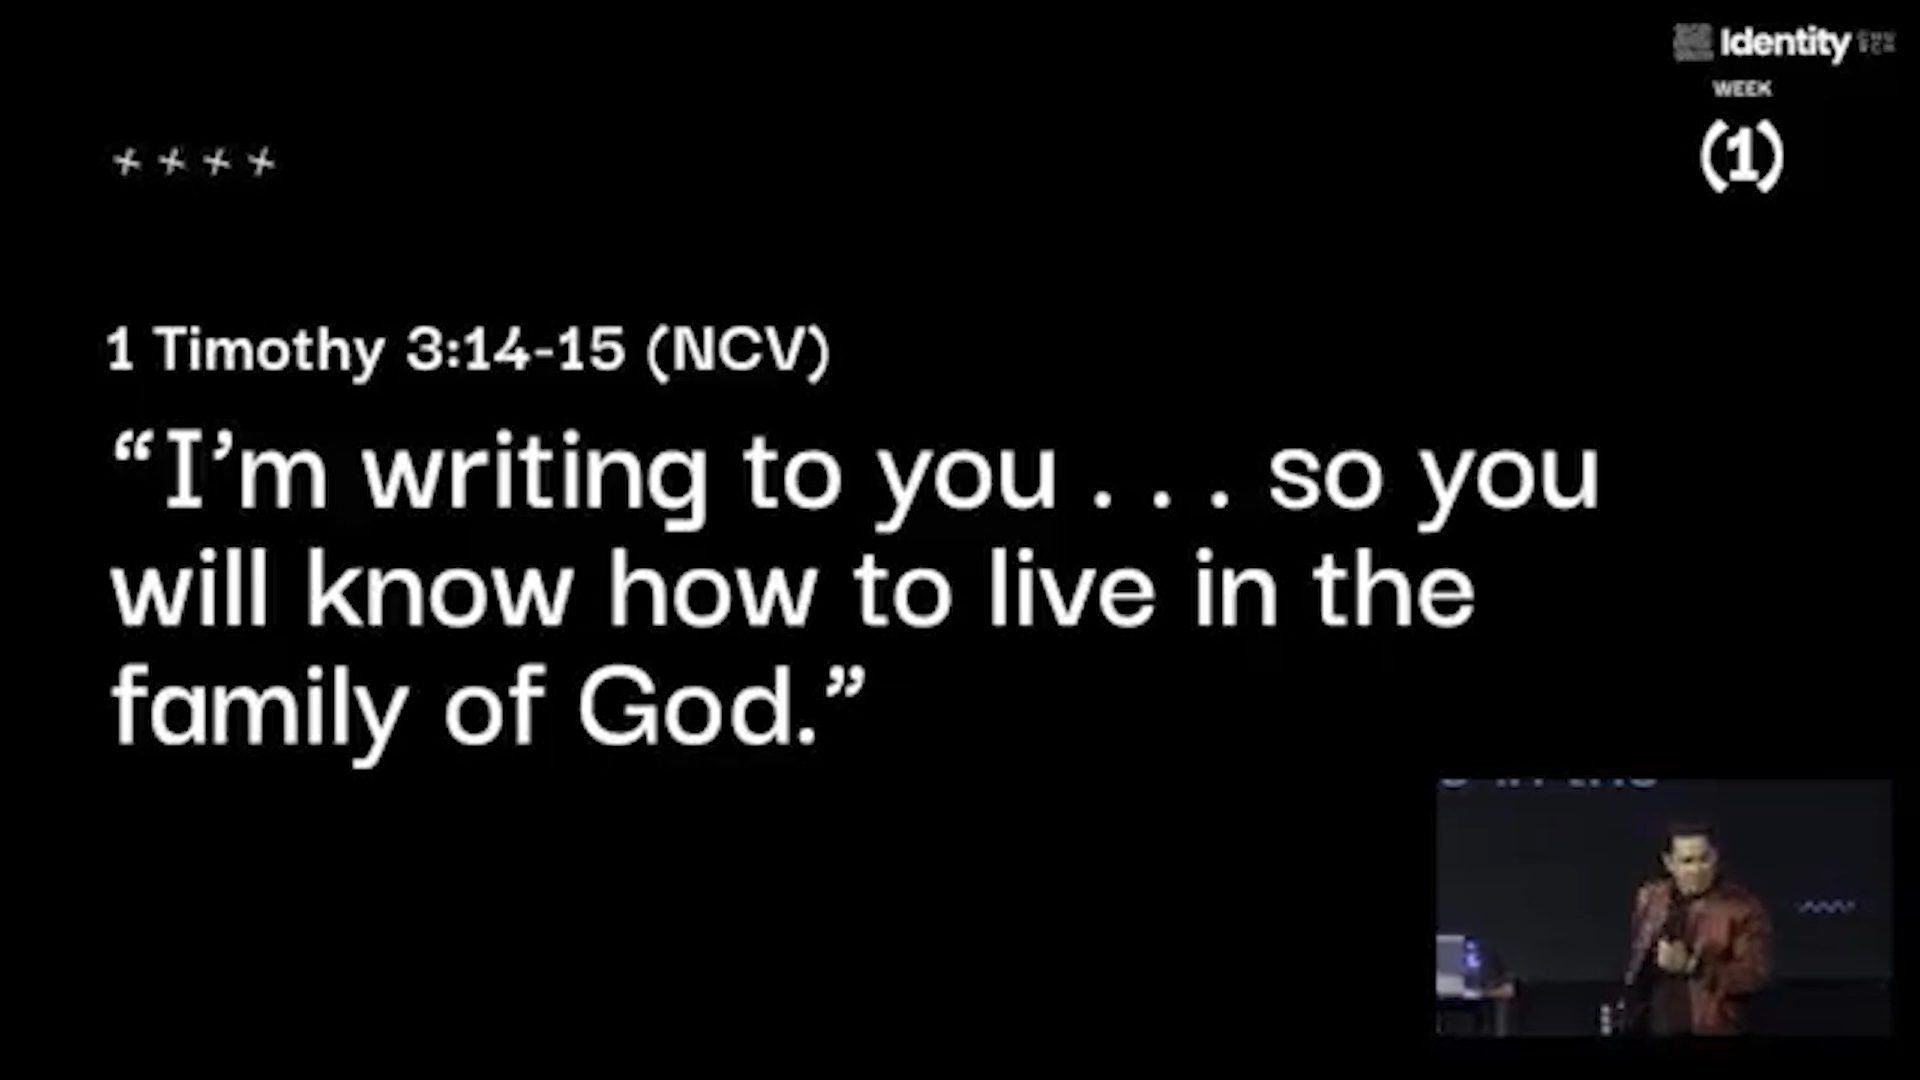 Identity
WEEK
(1)
1 Timothy 3:14-15 (NCV)
“I’m writing to you . . . so you
will know how to live in the
family of God.”